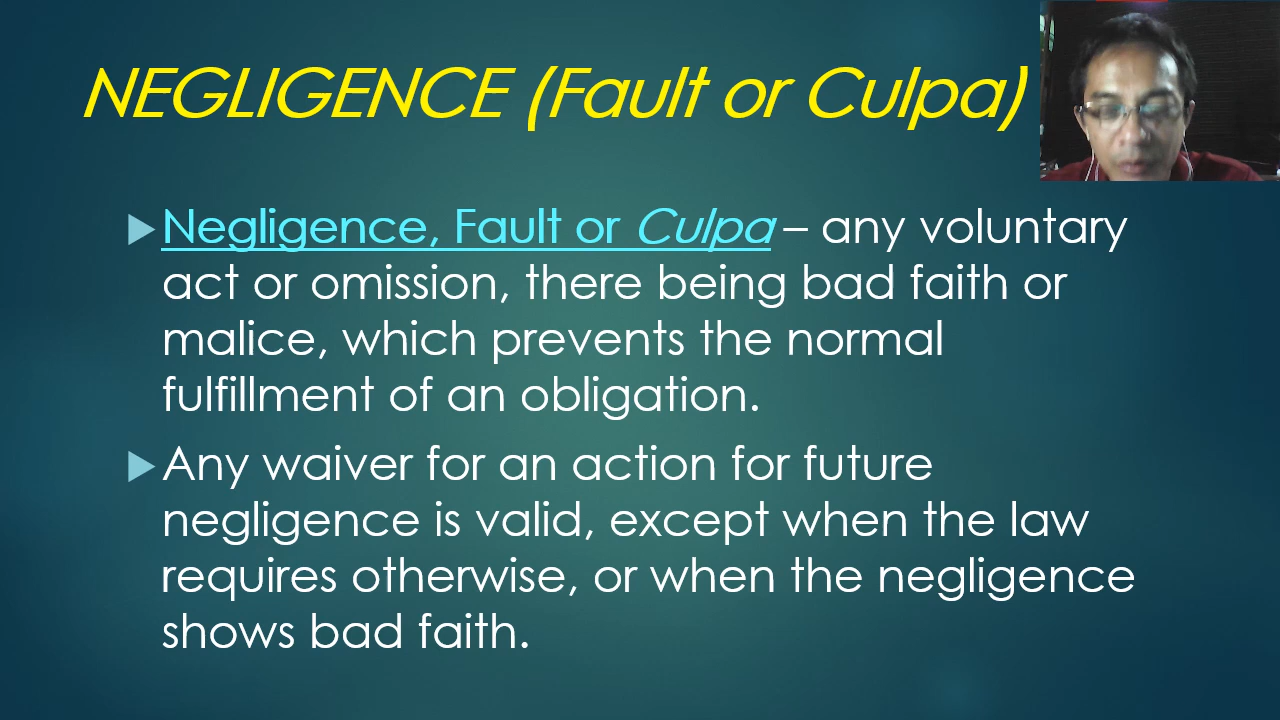 NEGLIGENCE (Fault or Culpa)
Negligence, Fault or Culpa – any voluntary
act or omission, there being bad faith or
malice, which prevents the normal
fulfillment of an obligation.
Any waiver for an action for future
negligence is valid, except when the law
requires otherwise, or when the negligence
shows bad faith.